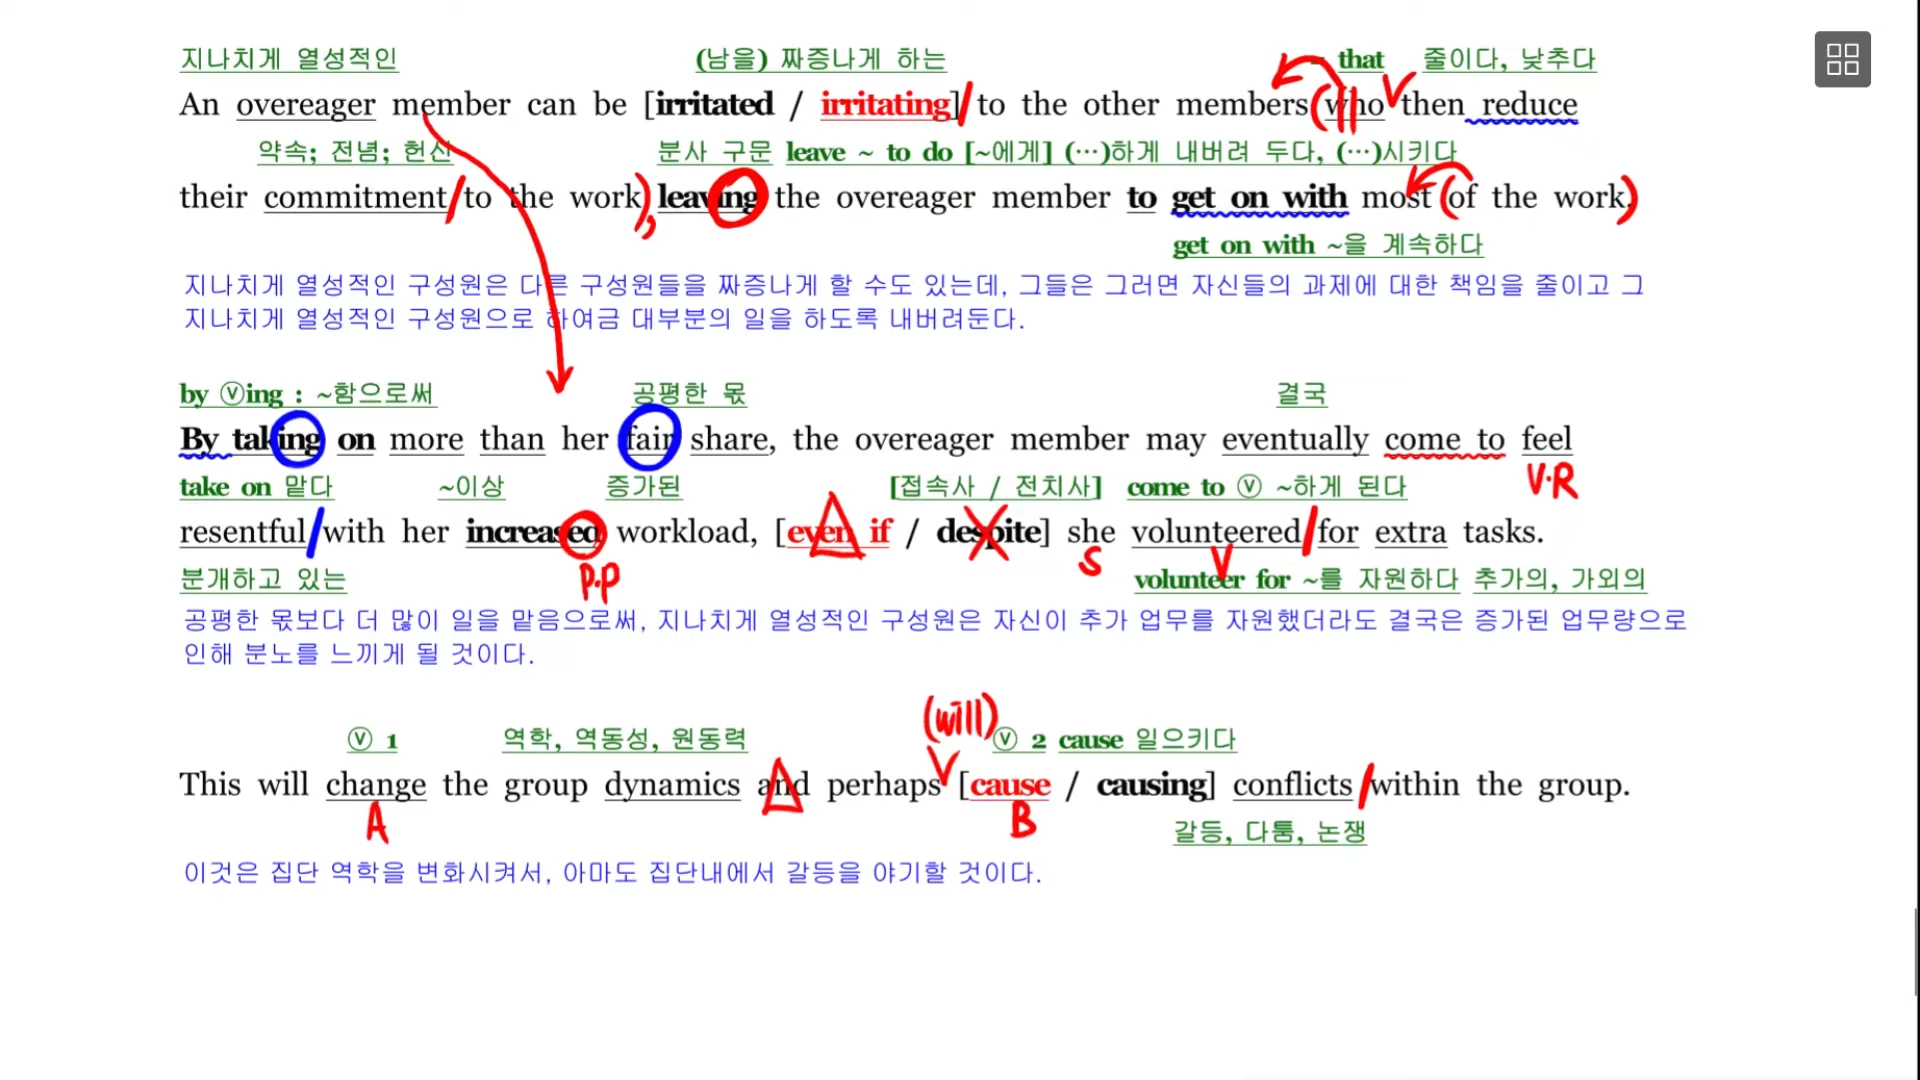 지나치게 열성적인 (남을) 짜증나게 하는 that 줄이다, 낮추다
An overeager member can be [irritated / irritating] to the other members who then reduce
약속; 전념; 헌신 분사 구문 leave ~ to do [~에게] (…)하게 내버려 두다, (…)시키다
their commitment to the work, leaving the overeager member to get on with most of the work.
get on with ~을 계속하다
지나치게 열성적인 구성원은 다른 구성원들을 짜증나게 할 수도 있는데, 그들은 그러면 자신들의 과제에 대한 책임을 줄이고 그
지나치게 열성적인 구성원으로 하여금 대부분의 일을 하도록 내버려둔다.
by ⓥing : ~함으로써 공평한 몫 결국
By taking on more than her fair share, the overeager member may eventually come to feel
take on 맡다 ~이상 증가된 [접속사 / 전치사] come to ⓥ ~하게 된다 V·R
resentful with her increased workload, [even if / despite] she volunteered for extra tasks.
분개하고 있는 P·P S V volunteer for ~를 자원하다 추가의, 가외의
공평한 몫보다 더 많이 일을 맡음으로써, 지나치게 열성적인 구성원은 자신이 추가 업무를 자원했더라도 결국은 증가된 업무량으로
인해 분노를 느끼게 될 것이다.
(will)
ⓥ 1 역학, 역동성, 원동력 ⓥ 2 cause 일으키다
This will change the group dynamics and perhaps [cause / causing] conflicts within the group.
A B 갈등, 다툼, 논쟁
이것은 집단 역학을 변화시켜서, 아마도 집단내에서 갈등을 야기할 것이다.